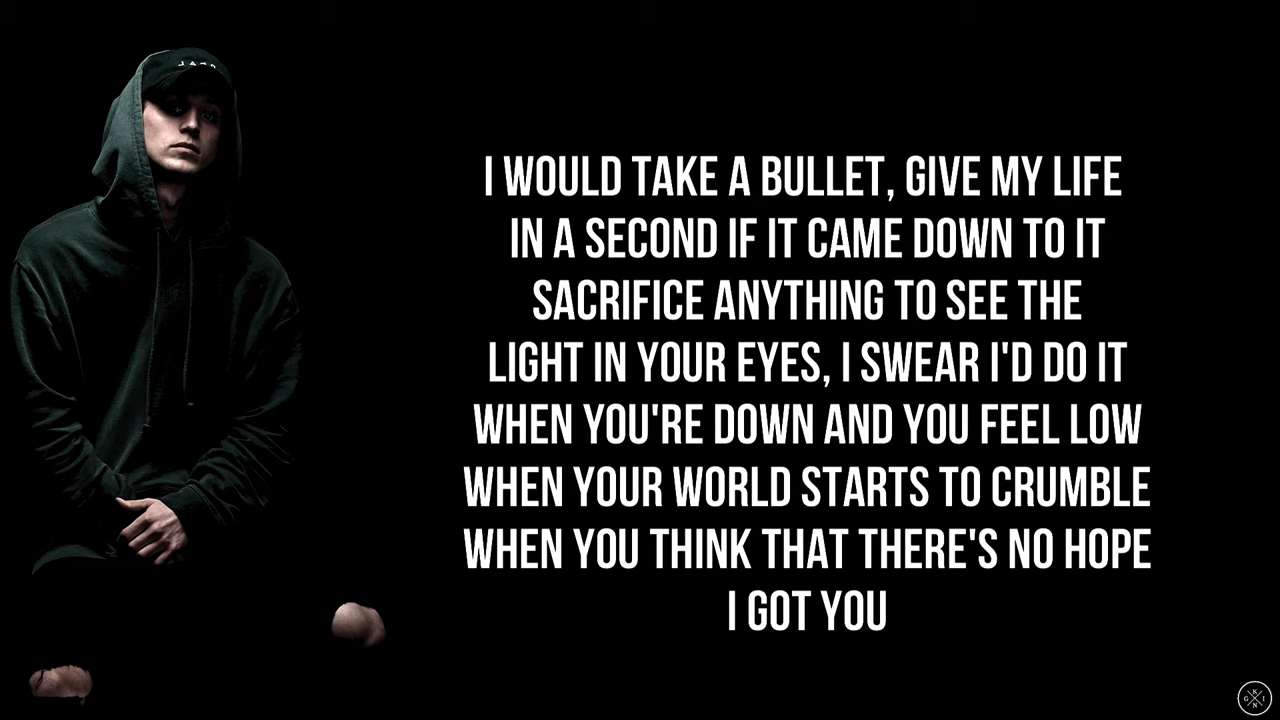 I WOULD TAKE A BULLET, GIVE MY LIFE
IN A SECOND IF IT CAME DOWN TO IT
SACRIFICE ANYTHING TO SEE THE
LIGHT IN YOUR EYES, I SWEAR I'D DO IT
WHEN YOU'RE DOWN AND YOU FEEL LOW
WHEN YOUR WORLD STARTS TO CRUMBLE
WHEN YOU THINK THAT THERE'S NO HOPE
I GOT YOU
K
G I
N